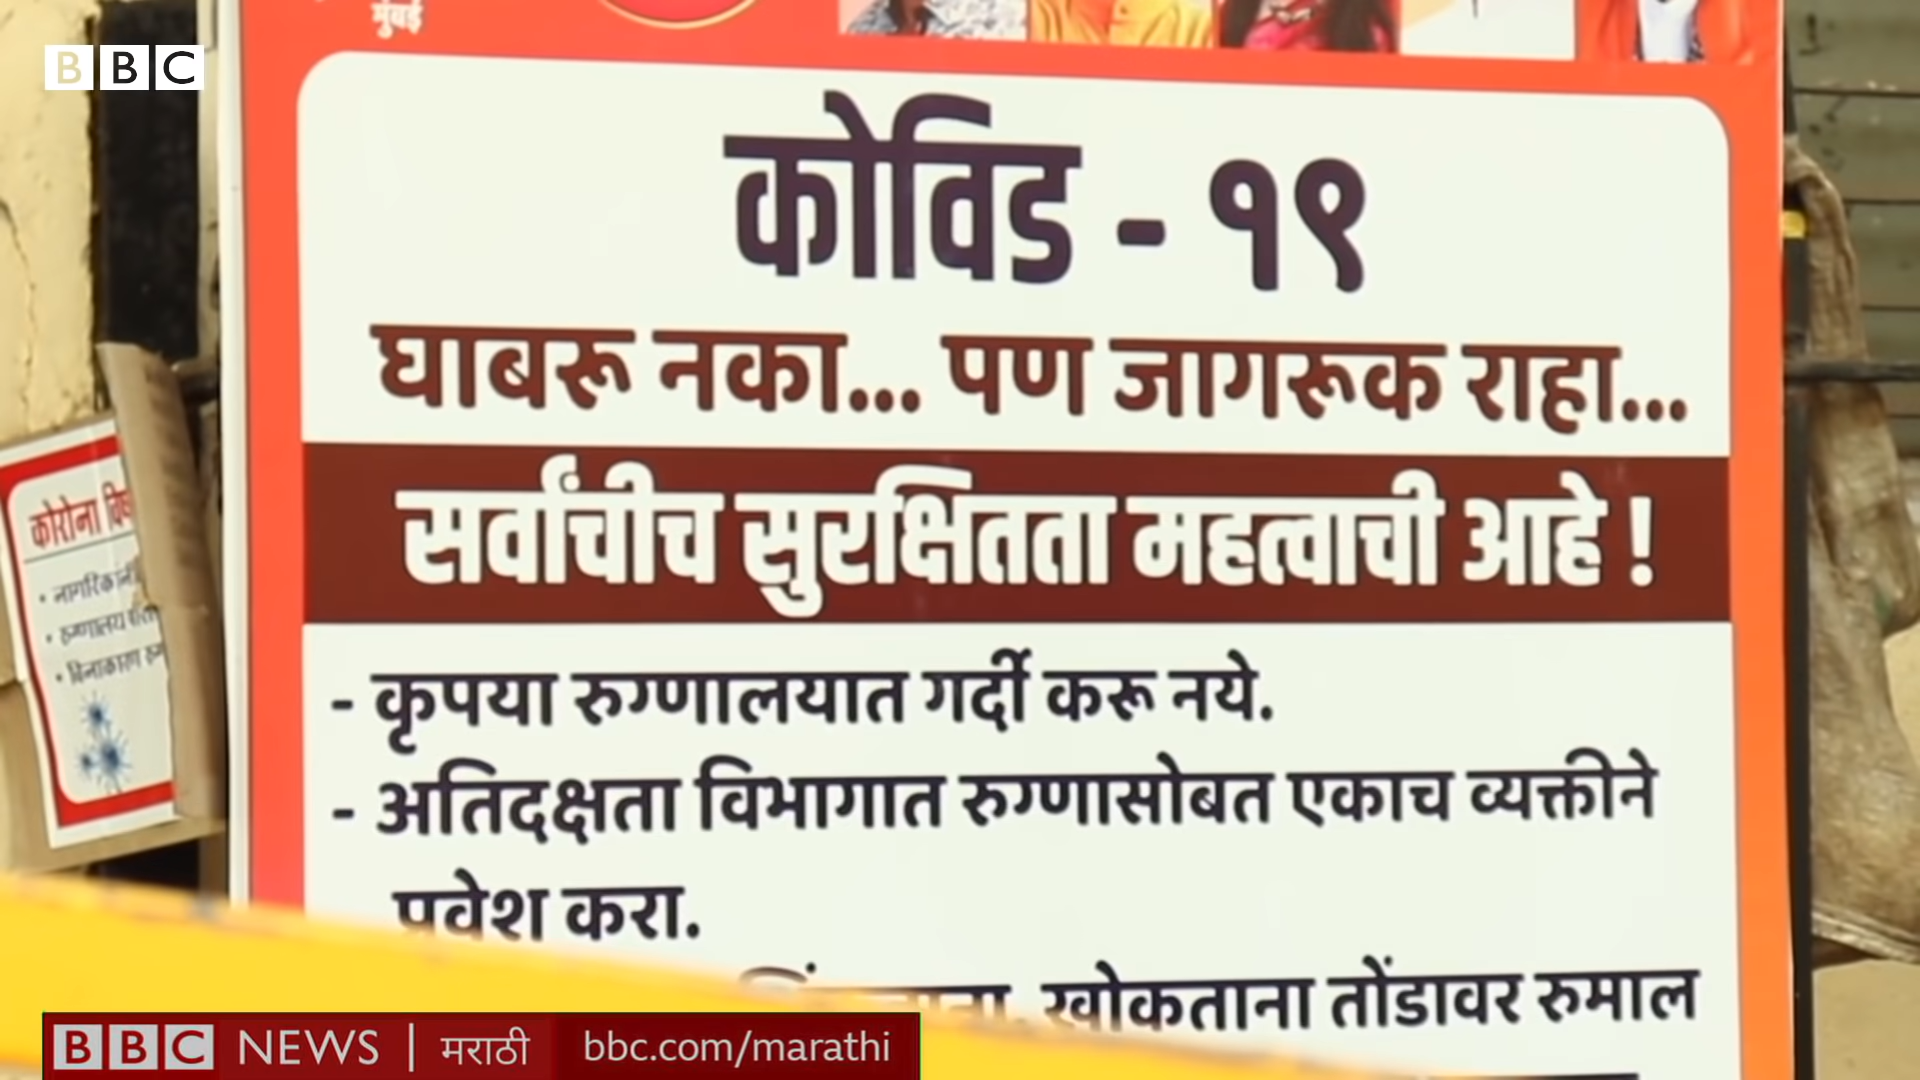 मुंबई
BBC
कोविड - १९
घाबरू नका... पण जागरूक राहा...
सर्वांचीच सुरक्षितता महत्वाची आहे !
- कृपया रुग्णालयात गर्दी करू नये.
- अतिदक्षता विभागात रुग्णासोबत एकाच व्यक्तीने
प्रवेश करा.
खोकताना तोंडावर रुमाल
कोरोना
• रुग्णालय
• विनाकारण
BBC NEWS | मराठी bbc.com/marathi